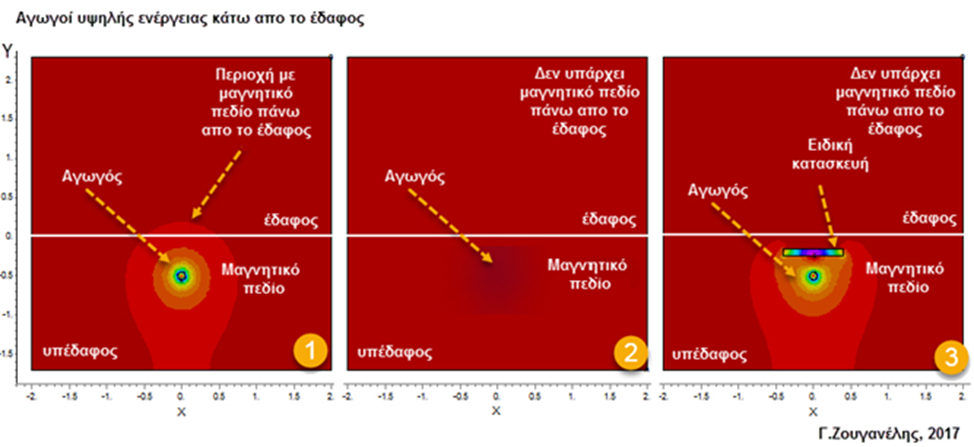 Αγωγοί υψηλής ενέργειας κάτω απο το έδαφος
Y
2.
1.5
1.
0.5
0.
-0.5
-1.
-1.5
Περιοχή με
μαγνητικό
πεδίο πάνω
απο το έδαφος
Αγωγός
έδαφος
Μαγνητικό
πεδίο
υπέδαφος
1
-2. -1.5 -1. -0.5 0. 0.5 1. 1.5 2.
X
Δεν υπάρχει
μαγνητικό πεδίο
πάνω απο το
έδαφος
Αγωγός
έδαφος
Μαγνητικό
πεδίο
υπέδαφος
2
-2. -1.5 -1. -0.5 0. 0.5 1. 1.5 2.
X
Δεν υπάρχει
μαγνητικό πεδίο
πάνω απο το
έδαφος
Ειδική
κατασκευή
Αγωγός
έδαφος
Μαγνητικό
πεδίο
υπέδαφος
3
-2. -1.5 -1. -0.5 0. 0.5 1. 1.5 2.
X
Γ.Ζουγανέλης, 2017